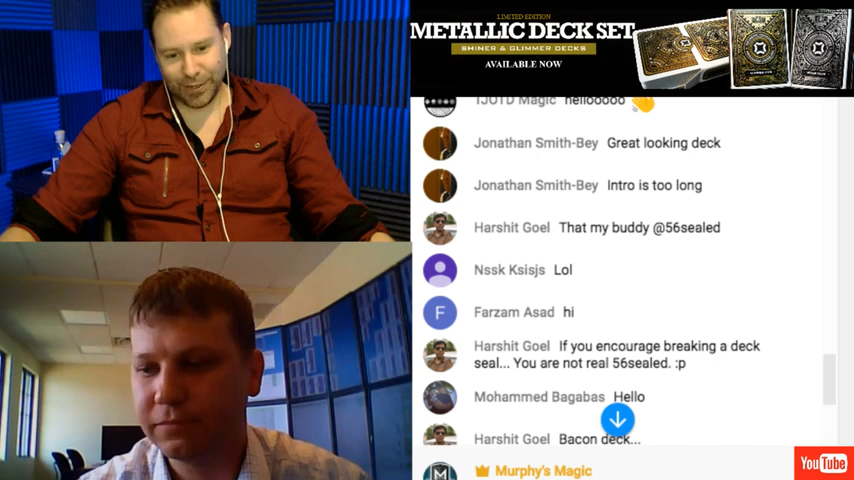 LIMITED EDITION
METALLIC DECK SET
SHINER & GLIMMER DECKS
AVAILABLE NOW
TJOTD Magic hellooooo
Jonathan Smith-Bey Great looking deck
Jonathan Smith-Bey Intro is too long
Harshit Goel That my buddy @56sealed
Nssk Ksisjs Lol
F Farzam Asad hi
Harshit Goel If you encourage breaking a deck
seal... You are not real 56sealed. :p
Mohammed Bagabas Hello
Harshit Goel Bacon deck...
M Murphy's Magic
YouTube